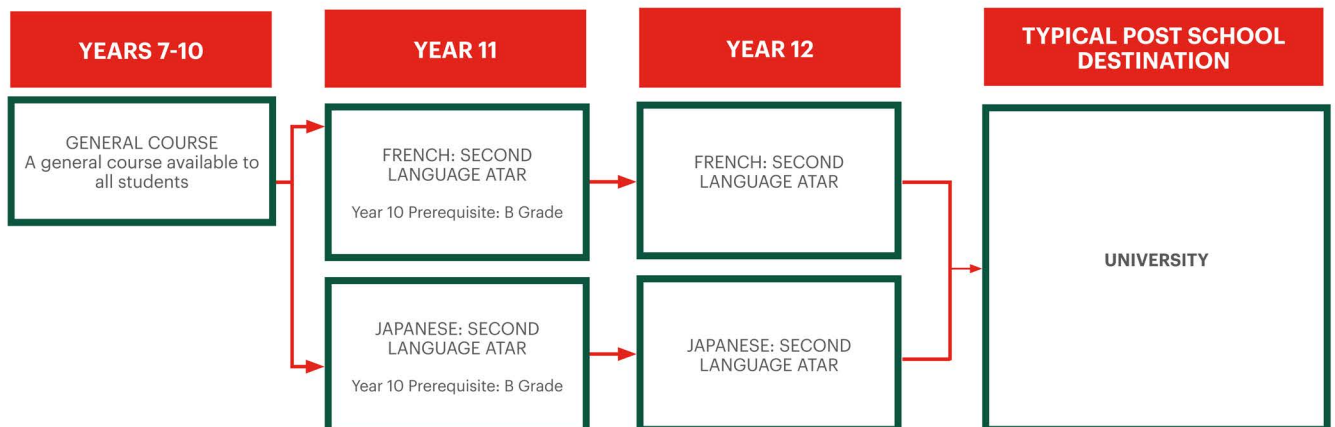 YEARS 7-10
YEAR 11
YEAR 12
TYPICAL POST SCHOOL
DESTINATION
GENERAL COURSE
A general course available to
all students
FRENCH: SECOND
LANGUAGE ATAR
Year 10 Prerequisite: B Grade
FRENCH: SECOND
LANGUAGE ATAR
JAPANESE: SECOND
LANGUAGE ATAR
Year 10 Prerequisite: B Grade
JAPANESE: SECOND
LANGUAGE ATAR
UNIVERSITY